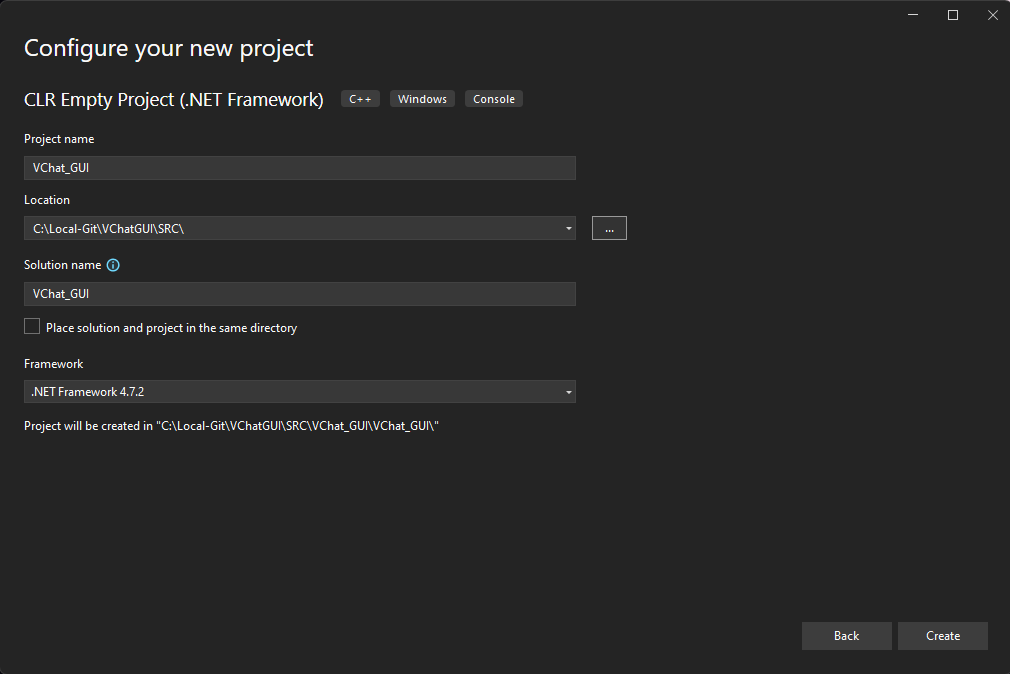 Configure your new project
CLR Empty Project (.NET Framework) C++ Windows Console
Project name
VChat_GUI
Location
C:\Local-Git\VChatGUI\SRC\ ...
Solution name
VChat_GUI
Place solution and project in the same directory
Framework
.NET Framework 4.7.2
Project will be created in "C:\Local-Git\VChatGUI\SRC\VChat_GUI\VChat_GUI\"
Back Create